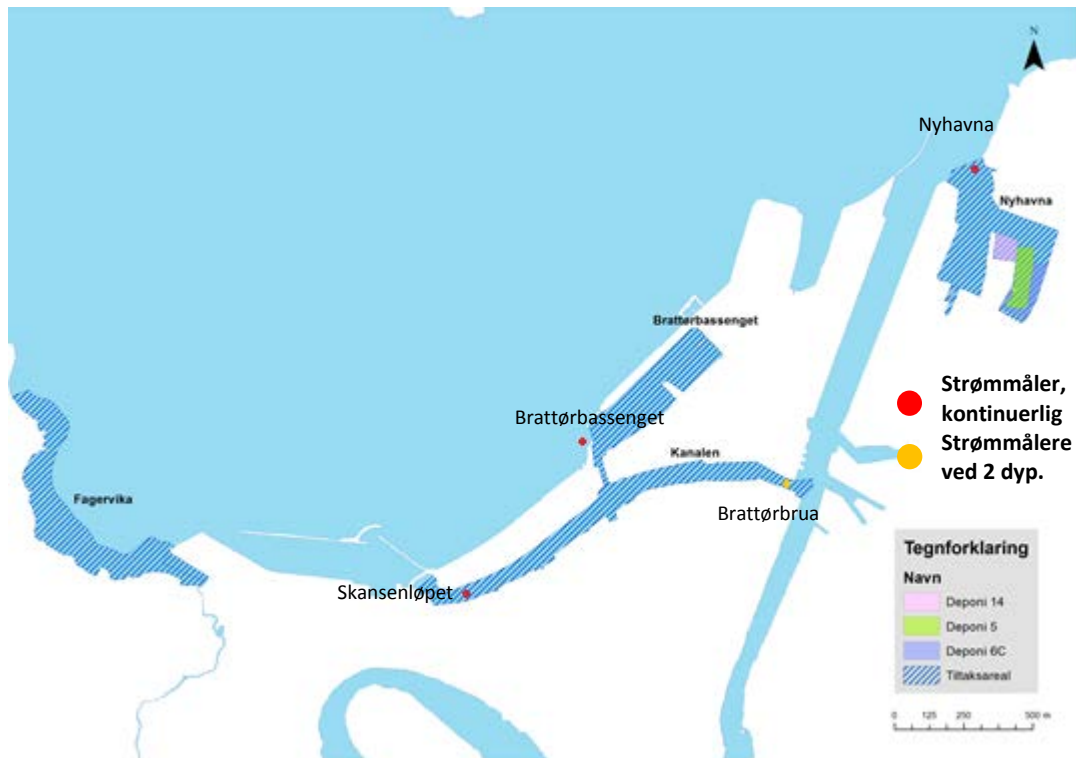 N
Nyhavna
Nyhavna
Brattørbassenget
Strømmåler,
kontinuerlig
Brattørbassenget
Strømmålere
ved 2 dyp.
Kanalen
Fagervika
Brattørbrua
Skansenløpet
Tegnforklaring
Navn
Deponi 14
Deponi 5
Deponi 6C
Tiltaksareal
0 125 250 500 m